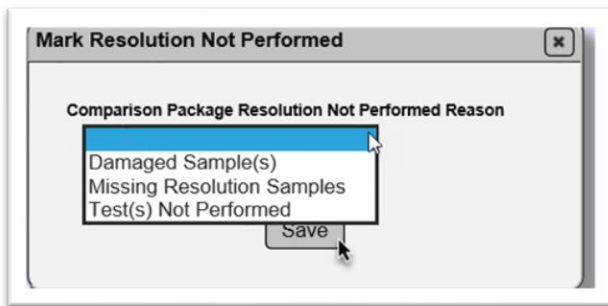 Mark Resolution Not Performed
Comparison Package Resolution Not Performed Reason
Damaged Sample(s)
Missing Resolution Samples
Test(s) Not Performed
Save